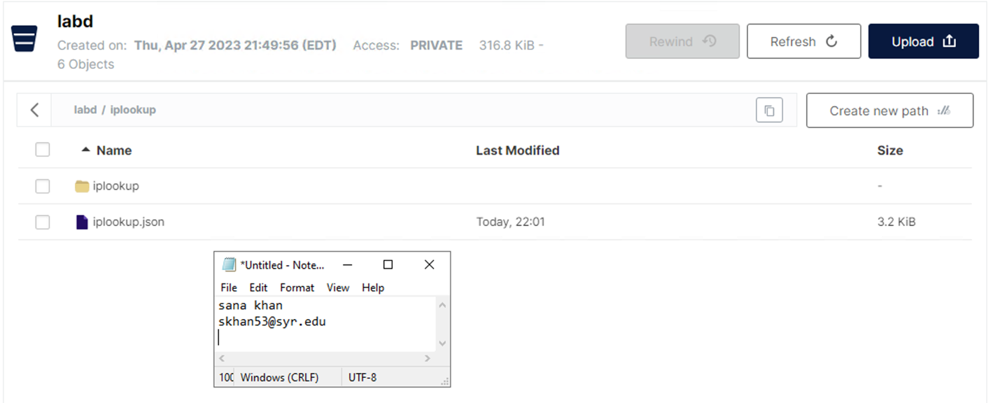 labd
Created on: Thu, Apr 27 2023 21:49:56 (EDT) Access: PRIVATE 316.8 KiB -
6 Objects
Rewind
Refresh
Upload
labd / iplookup
Create new path
Name Last Modified Size
iplookup -
iplookup.json Today, 22:01 3.2 KiB
*Untitled - Note...
File Edit Format View Help
sana khan
skhan53@syr.edu
100 Windows (CRLF) UTF-8